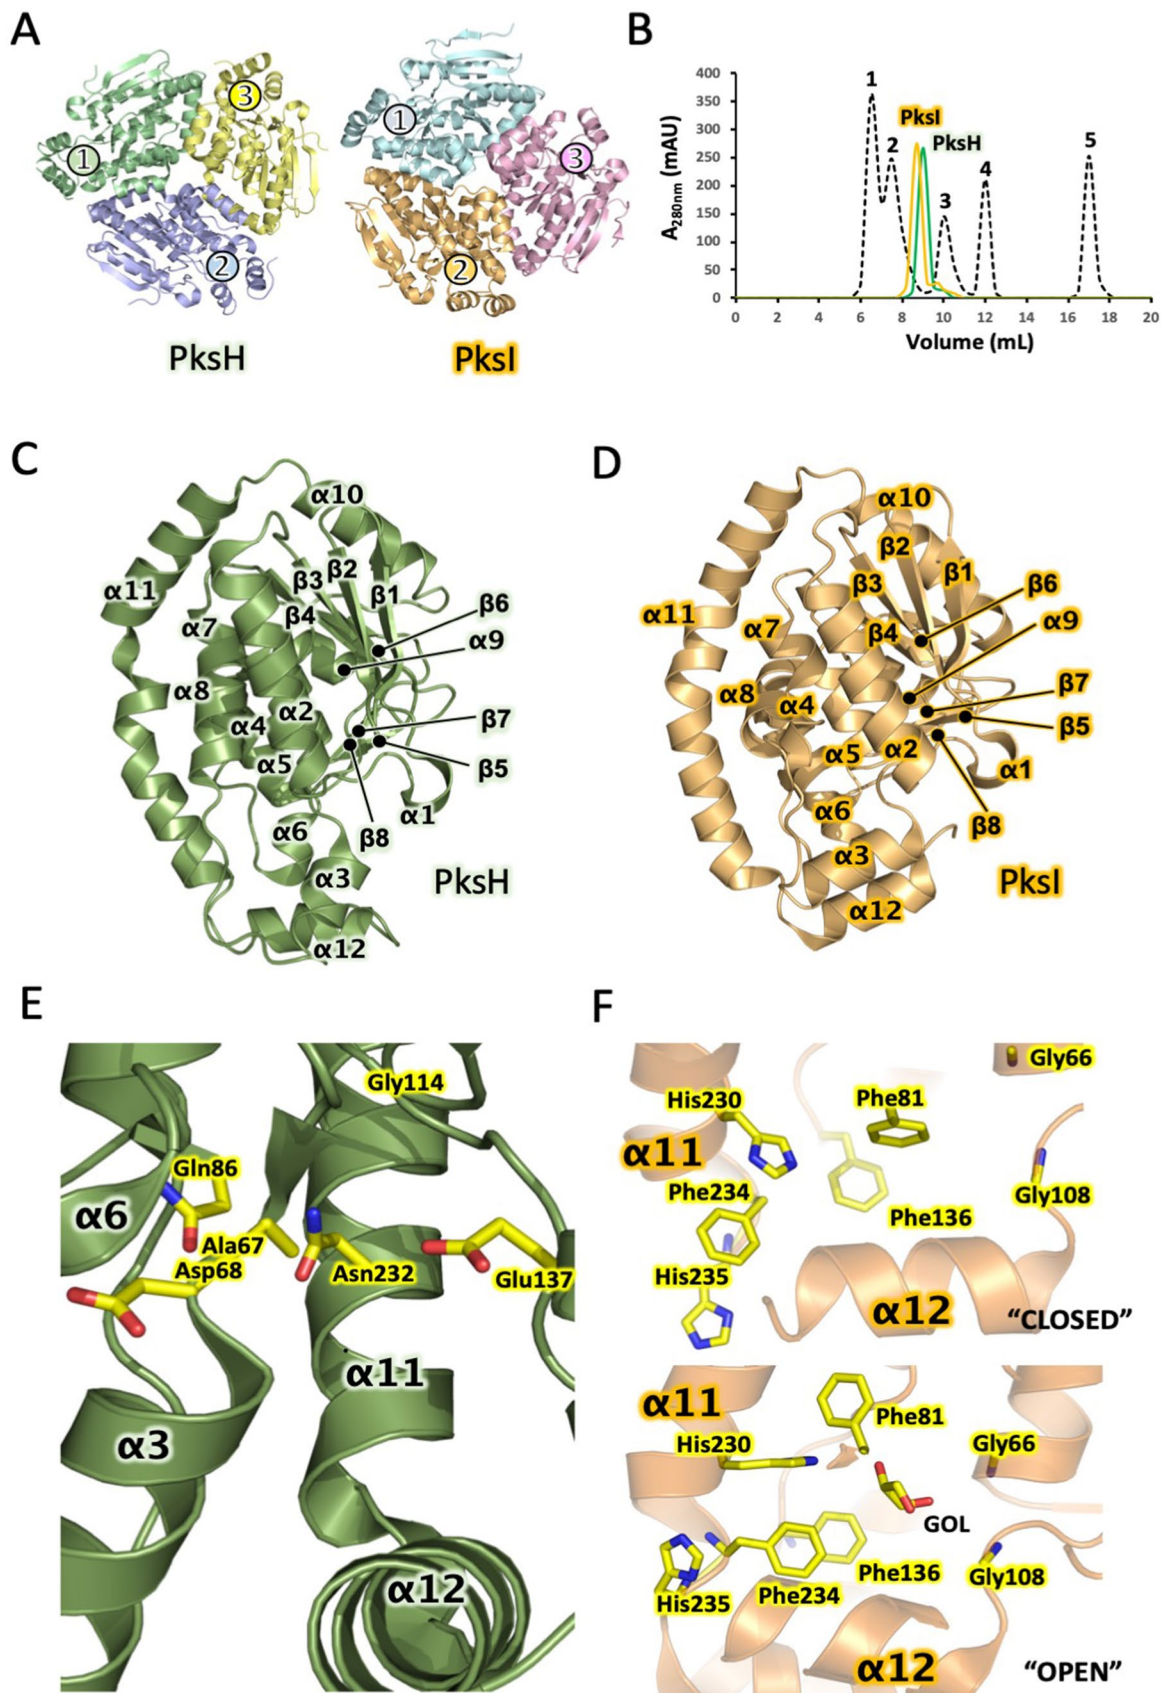 A
1
3
2
PksH
1
3
2
PksI
B
A280nm (mAU)
400
350
300
250
200
150
100
50
0
1
PksI
2
PksH
3
4
5
0 2 4 6 8 10 12 14 16 18 20
Volume (mL)
C
α10
β2
β3
β1
α11
β4
α7
β6
α9
α8
α2
α4
β7
α5
β5
α1
α6
β8
α3
PksH
α12
D
α10
β2
β3
β1
β6
α11
α7
β4
α9
α8
α4
β7
β5
α5
α2
α1
α6
β8
α3
PksI
α12
E
Gly114
Gln86
α6
Ala67
Asp68
Asn232
Glu137
α11
α3
α12
F
Gly66
His230
Phe81
α11
Phe234
Gly108
Phe136
His235
α12
“CLOSED”
α11
Phe81
His230
Gly66
GOL
Phe136
Gly108
His235
Phe234
α12
“OPEN”